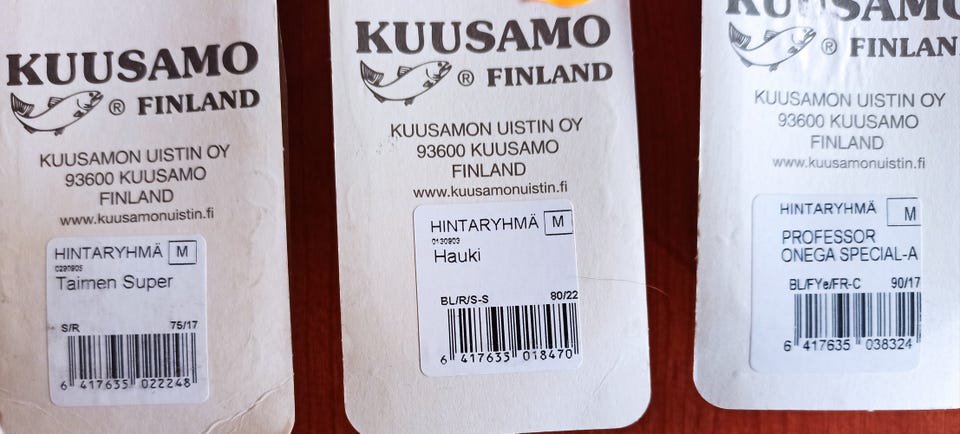 KUUSAMO
® FINLAND
KUUSAMON UISTIN OY
93600 KUUSAMO
FINLAND
www.kuusamonuistin.fi
HINTARYHMÄ M
0290905
Taimen Super
S/R 75/17
6 417635 022248
KUUSAMO
® FINLAND
KUUSAMON UISTIN OY
93600 KUUSAMO
FINLAND
www.kuusamonuistin.fi
HINTARYHMÄ M
0130903
Hauki
BL/R/S-S 80/22
6 417635 018470
KUUSAMO
® FINLAN
KUUSAMON UISTIN OY
93600 KUUSAMO
FINLAND
www.kuusamonuistin.fi
HINTARYHMÄ M
PROFESSOR
ONEGA SPECIAL-A
BL/FYe/FR-C 90/17
6 417635 038324